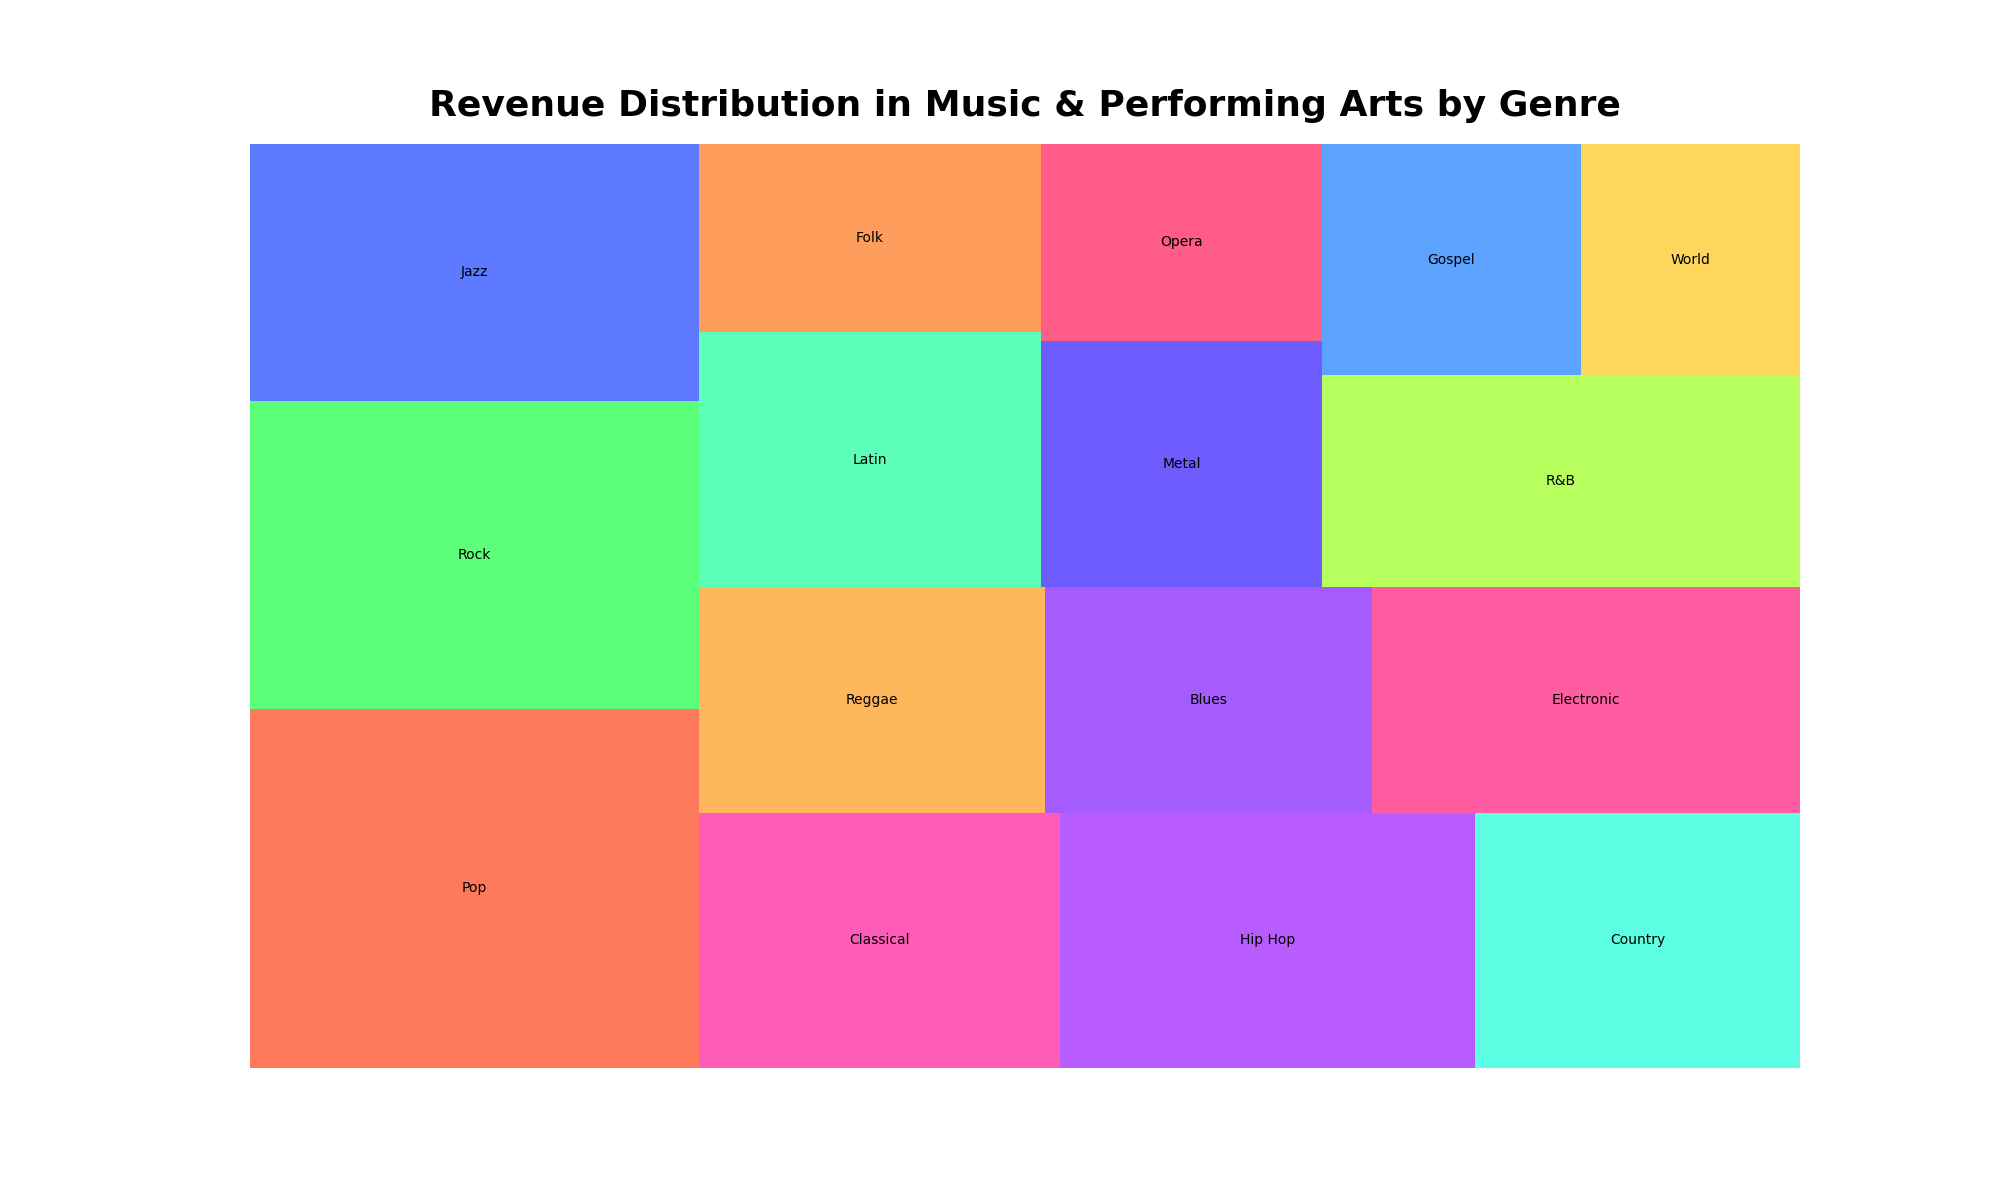 Revenue Distribution in Music & Performing Arts by Genre
Jazz
Folk
Opera
Gospel
World
Rock
Latin
Metal
R&B
Reggae
Blues
Electronic
Pop
Classical
Hip Hop
Country